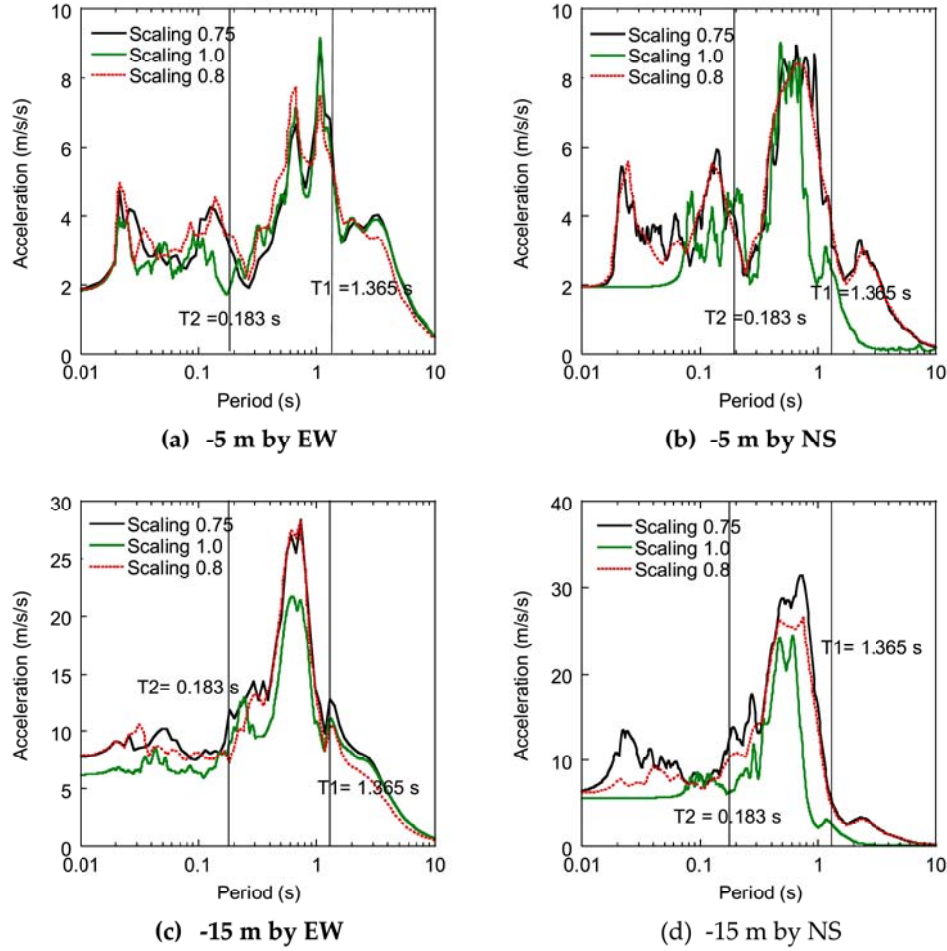 10
8
6
4
2
0
Acceleration (m/s/s)
Scaling 0.75
Scaling 1.0
Scaling 0.8
T1 =1.365 s
T2 =0.183 s
0.01 0.1 1 10
Period (s)
(a) -5 m by EW
10
8
6
4
2
0
Acceleration (m/s/s)
Scaling 0.75
Scaling 1.0
Scaling 0.8
T1 =1.365 s
T2 =0.183 s
0.01 0.1 1 10
Period (s)
(b) -5 m by NS
30
25
20
15
10
5
0
Acceleration (m/s/s)
Scaling 0.75
Scaling 1.0
Scaling 0.8
T2= 0.183 s
T1= 1.365 s
0.01 0.1 1 10
Period (s)
(c) -15 m by EW
40
30
20
10
0
Acceleration (m/s/s)
Scaling 0.75
Scaling 1.0
Scaling 0.8
T1= 1.365 s
T2 = 0.183 s
0.01 0.1 1 10
Period (s)
(d) -15 m by NS